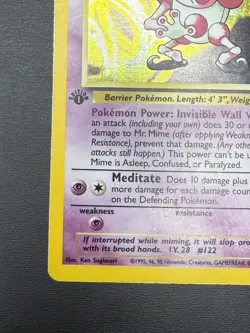 EDITION
1
Barrier Pokémon. Length: 4' 3", Weig
Pokémon Power: Invisible Wall
an attack (including your own) does 30 or
damage to Mr. Mime (after applying Weakn
Resistance), prevent that damage. (Any othe
attacks still happen.) This power can't be u
Mime is Asleep, Confused, or Paralyzed.
Meditate Does 10 damage plus
more damage for each damage coun
on the Defending Pokémon.
weakness
resistance
If interrupted while miming, it will slap aro
with its broad hands. LV. 28 #122
Illus. Ken Sugimori
©1995, 96, 98 Nintendo, Creatures, GAMEFREAK.